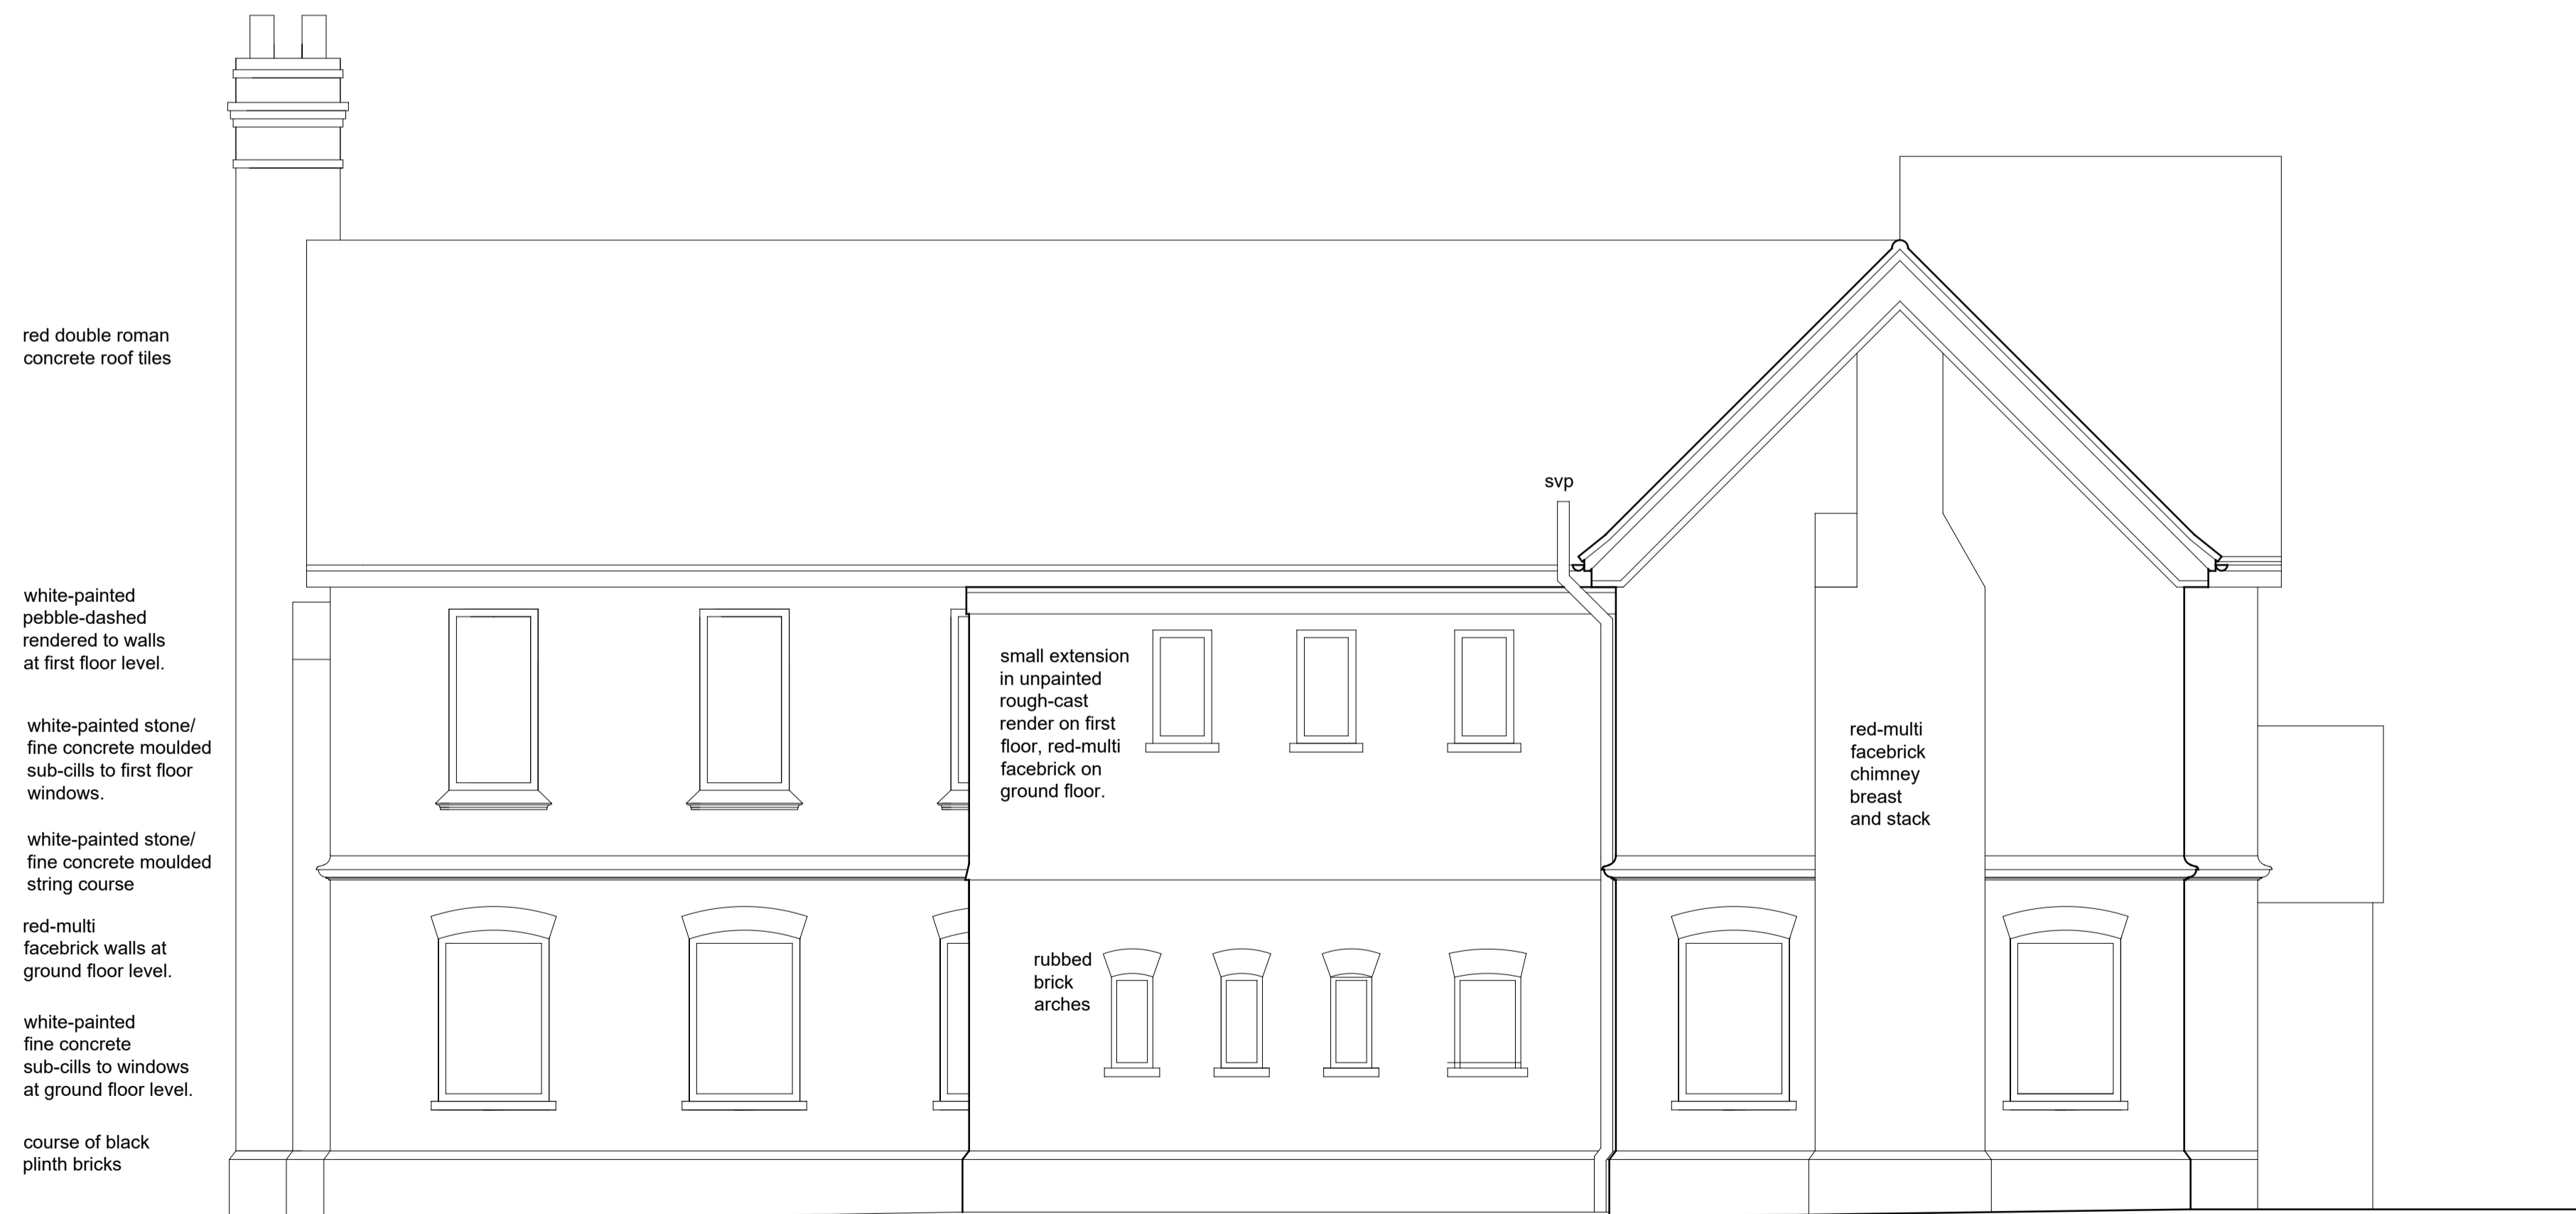 red double roman
concrete roof tiles
svp
white-painted
pebble-dashed
rendered to walls
at first floor level.
white-painted stone/
fine concrete moulded
sub-cills to first floor
windows.
white-painted stone/
fine concrete moulded
string course
red-multi
facebrick walls at
ground floor level.
white-painted
fine concrete
sub-cills to windows
at ground floor level.
course of black
plinth bricks
small extension
in unpainted
rough-cast
render on first
floor, red-multi
facebrick on
ground floor.
rubbed
brick
arches
red-multi
facebrick
chimney
breast
and stack